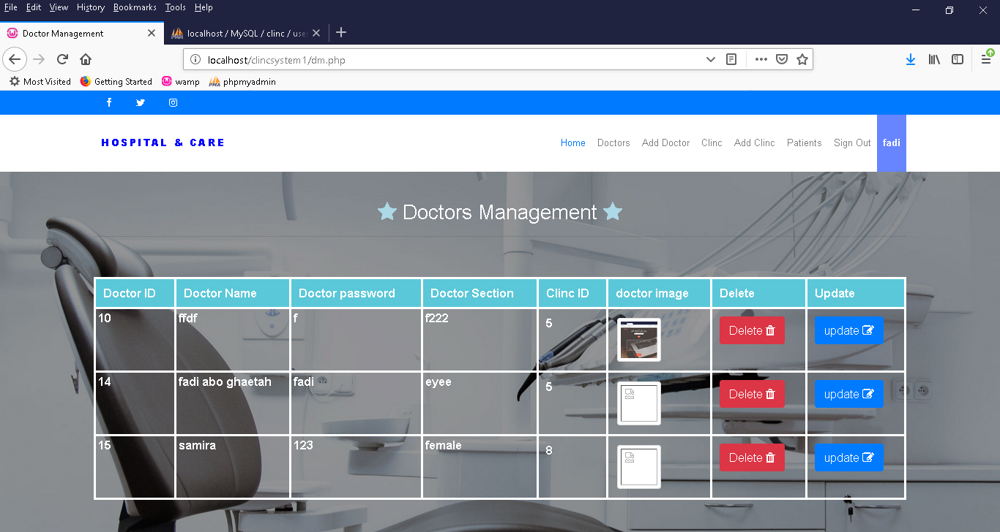 File Edit View History Bookmarks Tools Help
Doctor Management
localhost / MySQL / clinc / use
localhost/clincsystem1/dm.php
Most Visited Getting Started wamp phpmyadmin
HOSPITAL & CARE
Home Doctors Add Doctor Clinc Add Clinc Patients Sign Out fadi
Doctors Management
Doctor ID Doctor Name Doctor password Doctor Section Clinc ID doctor image Delete Update
10 ffdf f f222 5 Delete update
14 fadi abo ghaetah fadi eyee 5 Delete update
15 samira 123 female 8 Delete update